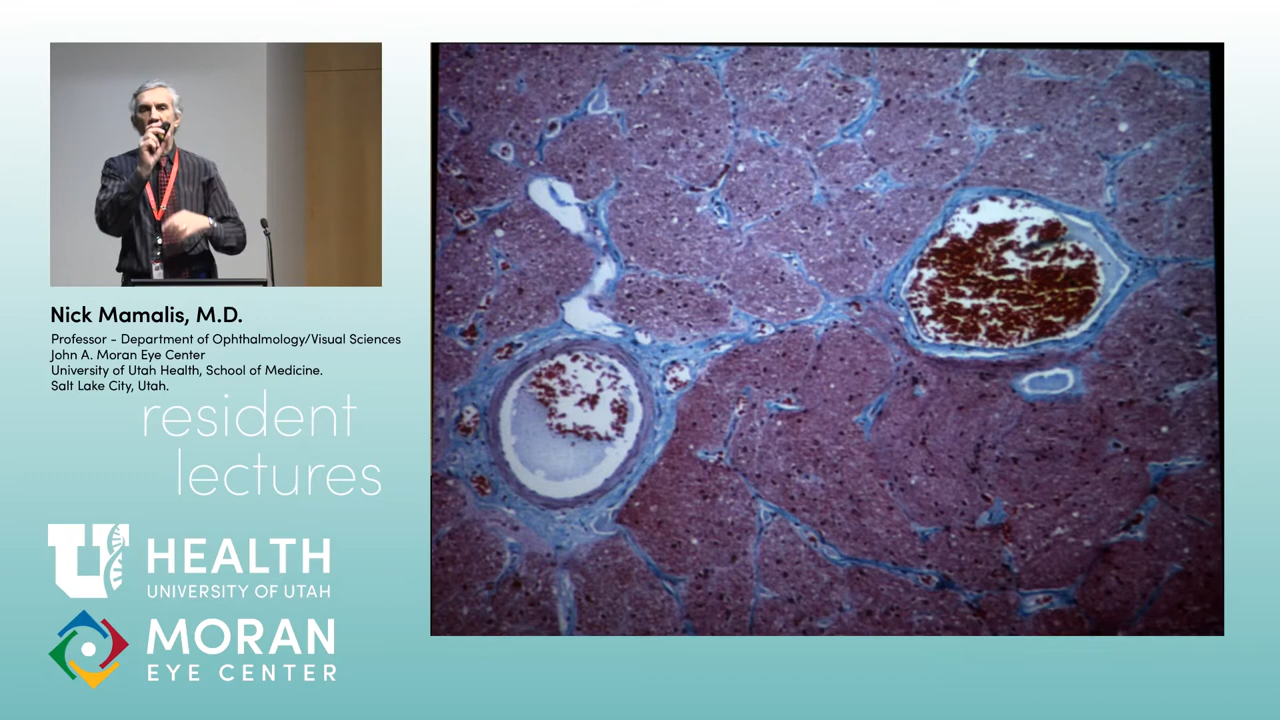 Nick Mamalis, M.D.
Professor - Department of Ophthalmology/Visual Sciences
John A. Moran Eye Center
University of Utah Health, School of Medicine.
Salt Lake City, Utah.
resident
lectures
U HEALTH
UNIVERSITY OF UTAH
MORAN
EYE CENTER